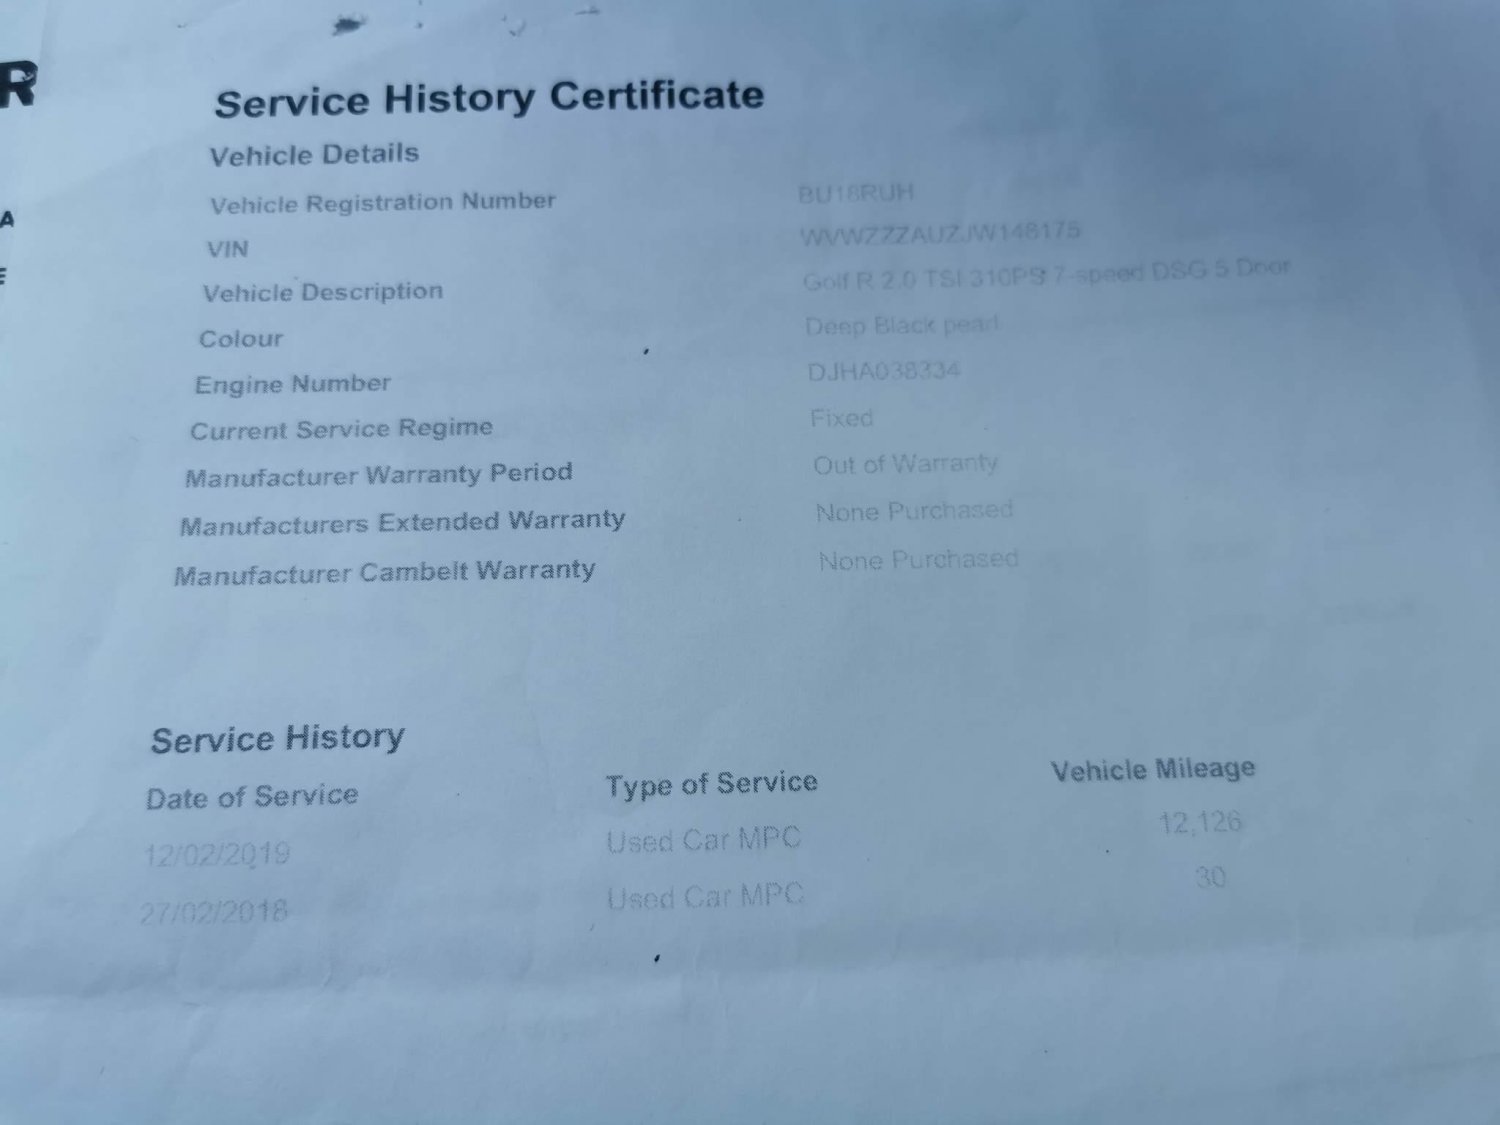 R
Service History Certificate
Vehicle Details
Vehicle Registration Number BU18RUH
A
VIN WVWZZZAUZJW148175
E
Vehicle Description Golf R 2.0 TSI 310PS 7-speed DSG 5 Door
Colour Deep Black pearl
Engine Number DJHA038334
Current Service Regime Fixed
Manufacturer Warranty Period Out of Warranty
Manufacturers Extended Warranty None Purchased
Manufacturer Cambelt Warranty None Purchased
Service History
Date of Service Type of Service Vehicle Mileage
12/02/2019 Used Car MPC 12,126
27/02/2018 Used Car MPC 30